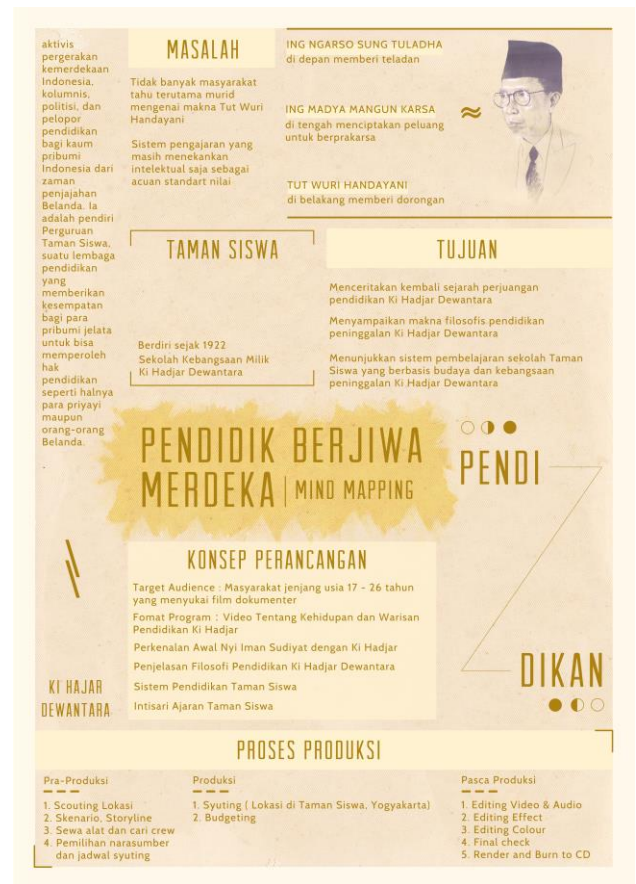 aktivis
pergerakan
kemerdekaan
Indonesia,
kolumnis,
politisi, dan
pelopor
pendidikan
bagi kaum
pribumi
Indonesia dari
zaman
penjajahan
Belanda. Ia
adalah pendiri
Perguruan
Taman Siswa,
suatu lembaga
pendidikan
yang
memberikan
kesempatan
bagi para
pribumi jelata
untuk bisa
memperoleh
hak
pendidikan
seperti halnya
para priyayi
maupun
orang-orang
Belanda.
KI HAJAR
DEWANTARA
MASALAH
Tidak banyak masyarakat
tahu terutama murid
mengenai makna Tut Wuri
Handayani
Sistem pengajaran yang
masih menekankan
intelektual saja sebagai
acuan standart nilai
ING NGARSO SUNG TULADHA
di depan memberi teladan
ING MADYA MANGUN KARSA
di tengah menciptakan peluang
untuk berprakarsa
≈
TUT WURI HANDAYANI
di belakang memberi dorongan
TAMAN SISWA
Berdiri sejak 1922
Sekolah Kebangsaan Milik
Ki Hadjar Dewantara
TUJUAN
Menceritakan kembali sejarah perjuangan
pendidikan Ki Hadjar Dewantara
Menyampaikan makna filosofis pendidikan
peninggalan Ki Hadjar Dewantara
Menunjukkan sistem pembelajaran sekolah Taman
Siswa yang berbasis budaya dan kebangsaan
peninggalan Ki Hadjar Dewantara
PENDIDIK BERJIWA
MERDEKA | MIND MAPPING
PENDI
DIKAN
KONSEP PERANCANGAN
Target Audience : Masyarakat jenjang usia 17 - 26 tahun
yang menyukai film dokumenter
Fomat Program : Video Tentang Kehidupan dan Warisan
Pendidikan Ki Hadjar
Perkenalan Awal Nyi Iman Sudiyat dengan Ki Hadjar
Penjelasan Filosofi Pendidikan Ki Hadjar Dewantara
Sistem Pendidikan Taman Siswa
Intisari Ajaran Taman Siswa
PROSES PRODUKSI
Pra-Produksi
1. Scouting Lokasi
2. Skenario, Storyline
3. Sewa alat dan cari crew
4. Pemilihan narasumber
dan jadwal syuting
Produksi
1. Syuting ( Lokasi di Taman Siswa, Yogyakarta)
2. Budgeting
Pasca Produksi
1. Editing Video & Audio
2. Editing Effect
3. Editing Colour
4. Final check
5. Render and Burn to CD